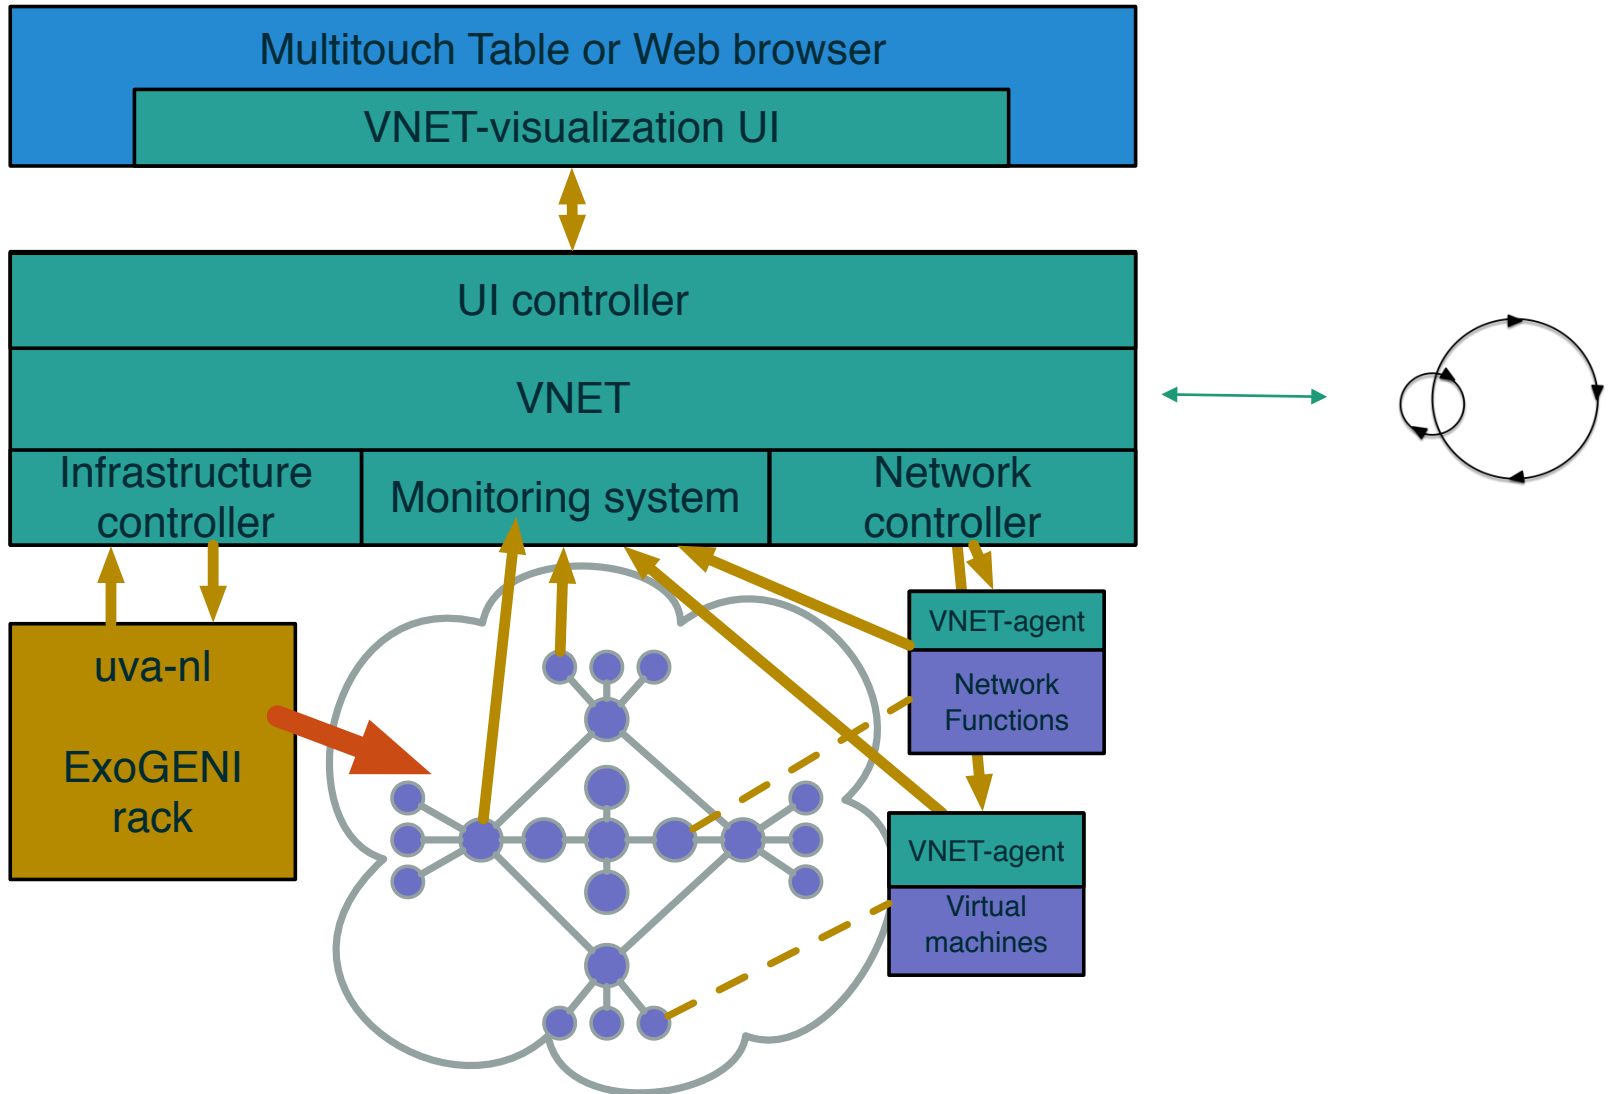 Multitouch Table or Web browser
VNET-visualization UI
UI controller
VNET
Infrastructure
controller
Monitoring system
Network
controller
uva-nl
ExoGENI
rack
VNET-agent
Network
Functions
VNET-agent
Virtual
machines